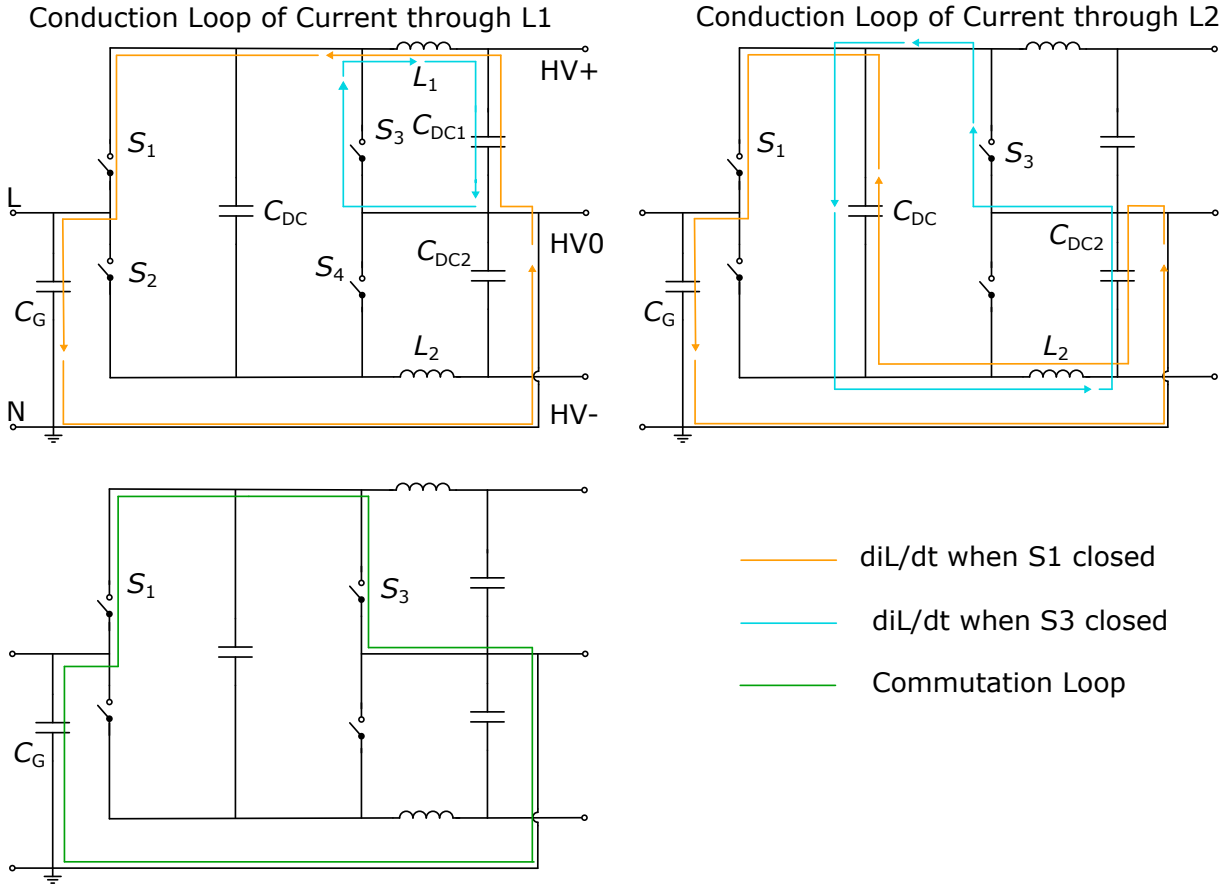 Conduction Loop of Current through L1
HV+
L1
S3
CDC1
S1
L
CDC
HV0
CDC2
S2
S4
CG
L2
N
HV-
Conduction Loop of Current through L2
S1
S3
CDC
CDC2
CG
L2
S1
S3
CG
diL/dt when S1 closed
diL/dt when S3 closed
Commutation Loop